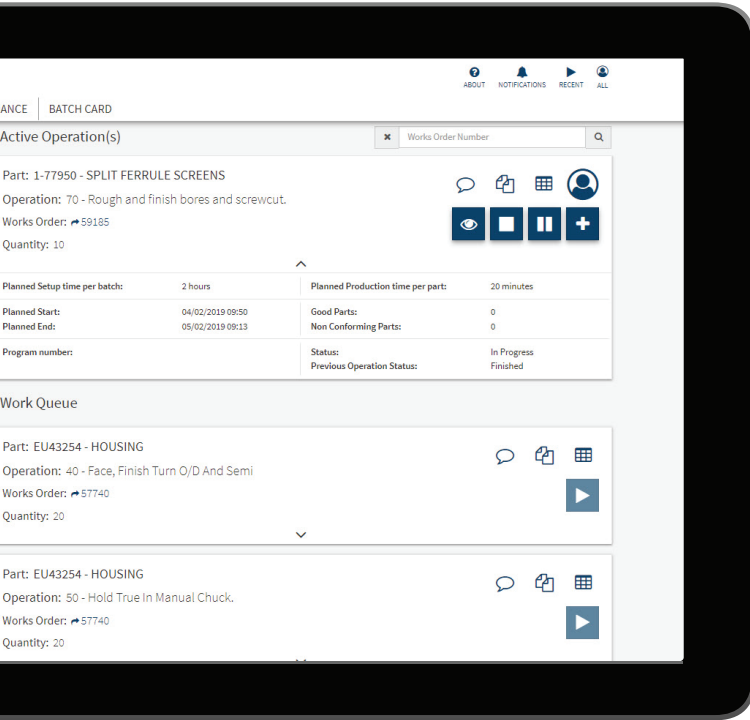 ABOUT NOTIFICATIONS RECENT ALL
ANCE BATCH CARD
Active Operation(s) Works Order Number
Part: 1-77950 - SPLIT FERRULE SCREENS
Operation: 70 - Rough and finish bores and screwcut.
Works Order: 59185
Quantity: 10
Planned Setup time per batch: 2 hours Planned Production time per part: 20 minutes
Planned Start: 04/02/2019 09:50 Good Parts: 0
Planned End: 05/02/2019 09:13 Non Conforming Parts: 0
Program number: Status: In Progress
Previous Operation Status: Finished
Work Queue
Part: EU43254 - HOUSING
Operation: 40 - Face, Finish Turn O/D And Semi
Works Order: 57740
Quantity: 20
Part: EU43254 - HOUSING
Operation: 50 - Hold True In Manual Chuck.
Works Order: 57740
Quantity: 20